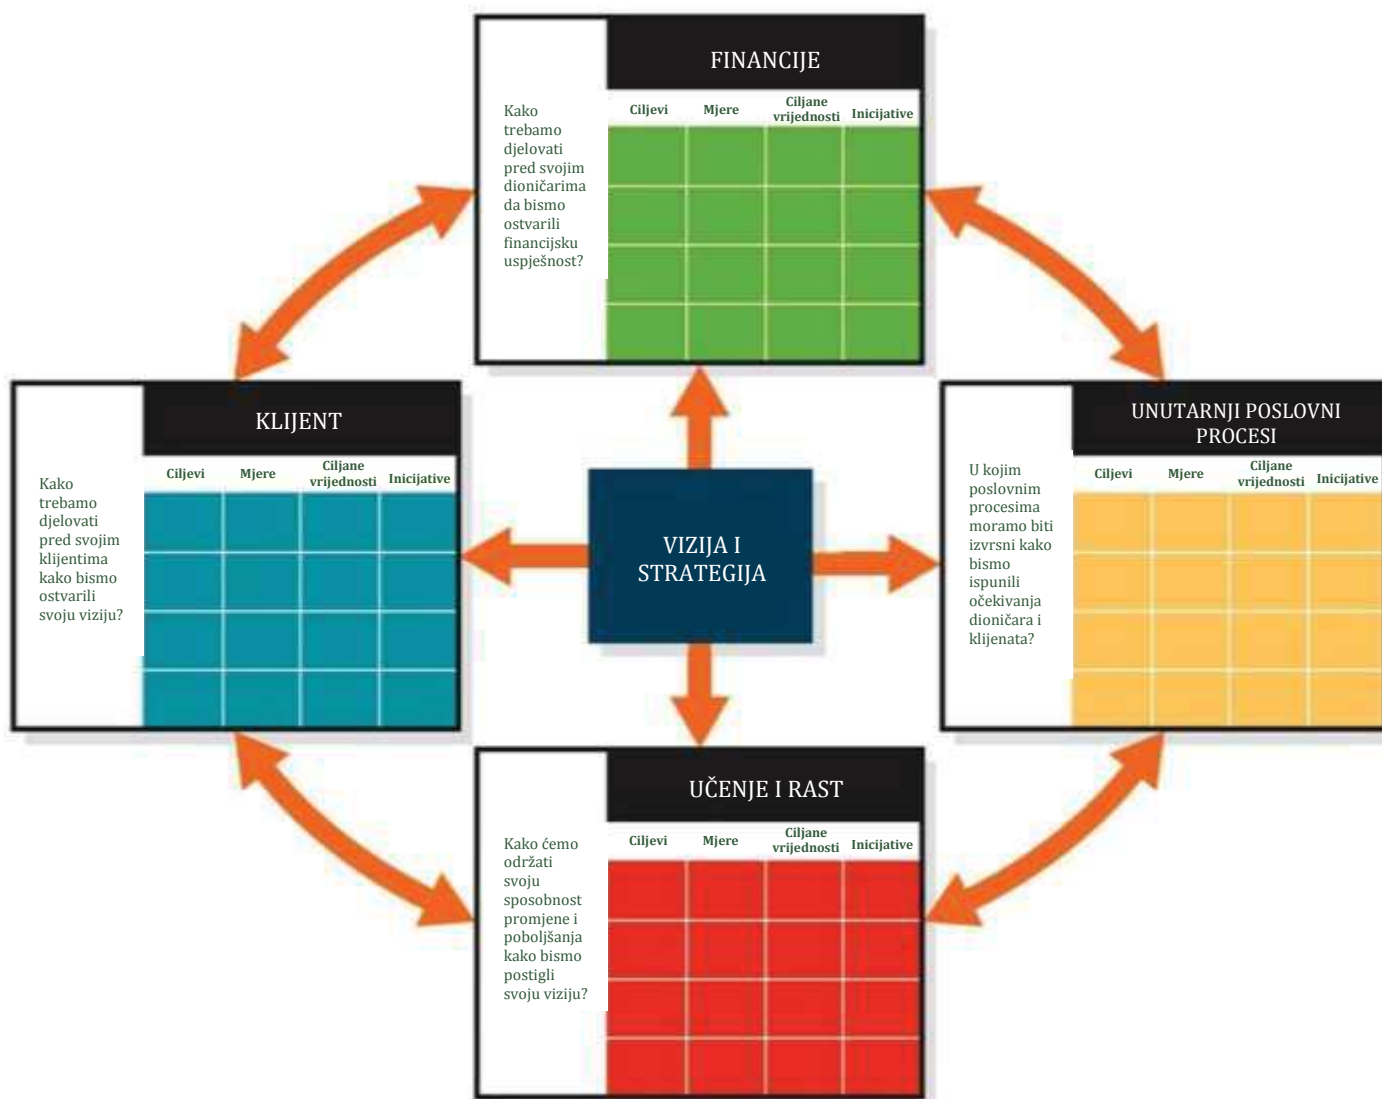 FINANCIJE
Kako
trebamo
djelovati
pred svojim
dioničarima
da bismo
ostvarili
financijsku
uspješnost?
Ciljevi Mjere Ciljane vrijednosti Inicijative
KLIJENT
Kako
trebamo
djelovati
pred svojim
klijentima
kako bismo
ostvarili
svoju viziju?
Ciljevi Mjere Ciljane vrijednosti Inicijative
VIZIJA I
STRATEGIJA
UNUTARNJI POSLOVNI
PROCESI
U kojim
poslovnim
procesima
moramo biti
izvrsni kako
bismo
ispunili
očekivanja
dioničara i
klijenata?
Ciljevi Mjere Ciljane vrijednosti Inicijative
UČENJE I RAST
Kako ćemo
održati
svoju
sposobnost
promjene i
poboljšanja
kako bismo
postigli
svoju viziju?
Ciljevi Mjere Ciljane vrijednosti Inicijative